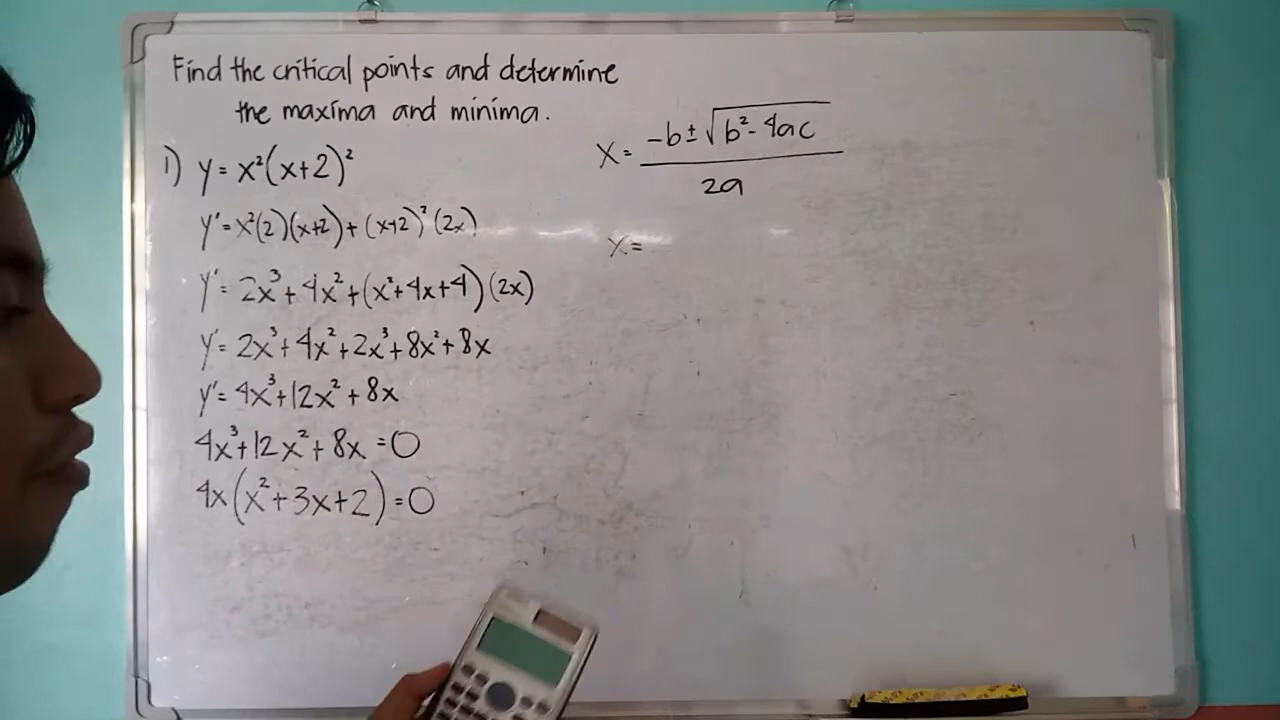 Find the critical points and determine
the maxima and minima.
1) y = x²(x+2)²
y' = x²(2)(x+2) + (x+2)²(2x)
y' = 2x³ + 4x² + (x²+4x+4)(2x)
y' = 2x³ + 4x² + 2x³ + 8x² + 8x
y' = 4x³ + 12x² + 8x
4x³ + 12x² + 8x = 0
4x(x² + 3x + 2) = 0
x = -b ± √b² - 4ac / 2a
x =